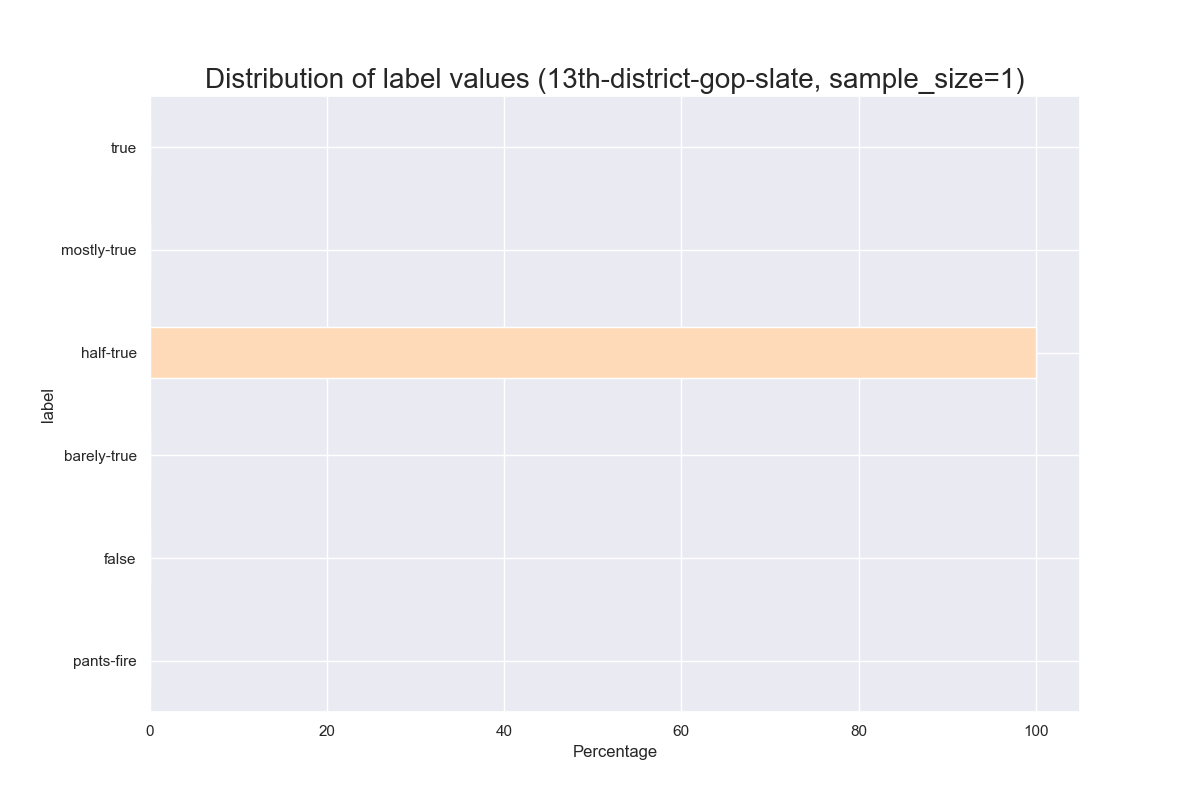 Distribution of label values (13th-district-gop-slate, sample_size=1)
true
mostly-true
half-true
barely-true
false
pants-fire
label
0 20 40 60 80 100
Percentage